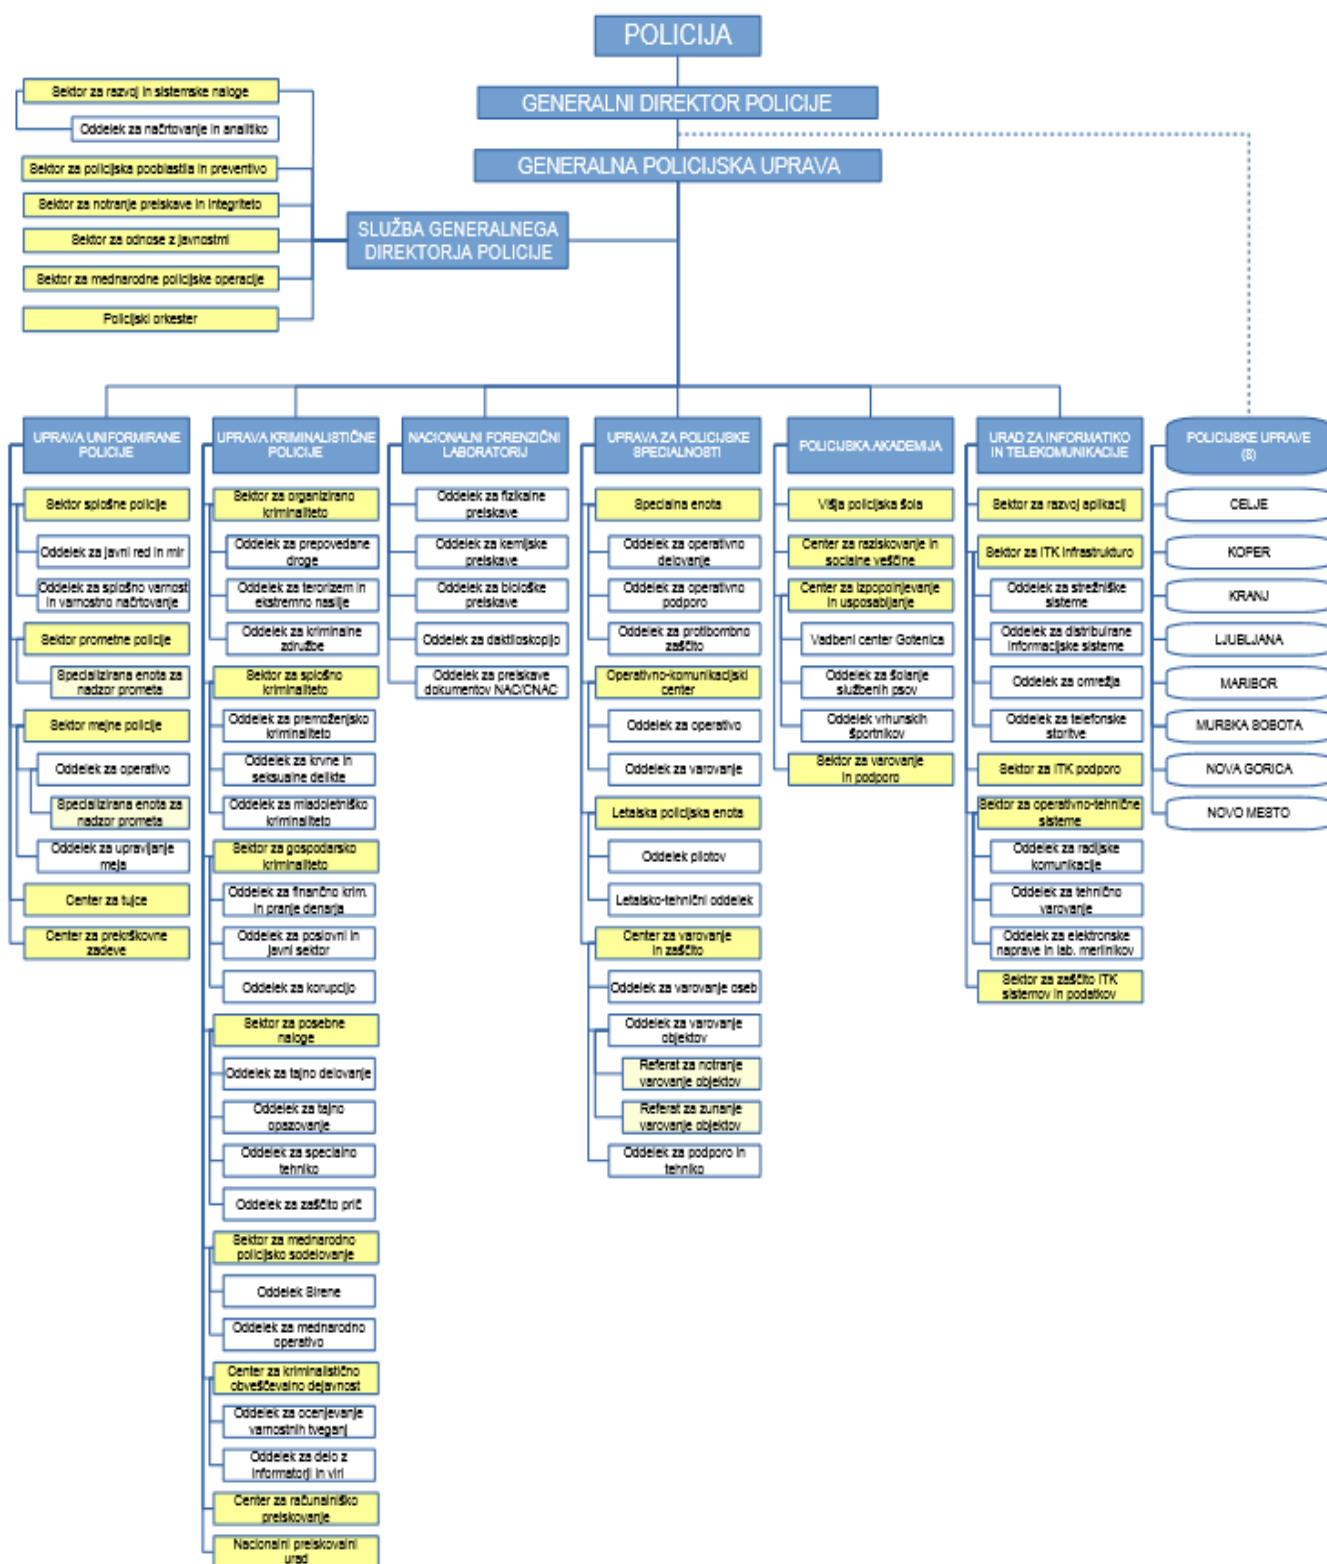 POLICIJA
GENERALNI DIREKTOR POLICIJE
GENERALNA POLICIJSKA UPRAVA
SLUŽBA GENERALNEGA
DIREKTORJA POLICIJE
Sektor za razvoj in sistemske naloge
Oddelek za načrtovanje in analitiko
Sektor za policijska pooblastila in preventivo
Sektor za notranje preiskave in integriteto
Sektor za odnose z javnostmi
Sektor za mednarodne policijske operacije
Policijski orkester
UPRAVA UNIFORMIRANE
POLICIJE
Sektor splošne policije
Oddelek za javni red in mir
Oddelek za splošno varnost
in varnostno načrtovanje
Sektor prometne policije
Specializirana enota za
nadzor prometa
Sektor mejne policije
Oddelek za operativo
Specializirana enota za
nadzor prometa
Oddelek za upravljanje
meja
Center za tujce
Center za prekrškovne
zadeve
UPRAVA KRIMINALISTIČNE
POLICIJE
Sektor za organizirano
kriminaliteto
Oddelek za prepovedane
droge
Oddelek za terorizem in
ekstremno nasilje
Oddelek za kriminalne
združbe
Sektor za splošno
kriminaliteto
Oddelek za premoženjsko
kriminaliteto
Oddelek za krvne in
seksualne delikte
Oddelek za mladoletniško
kriminaliteto
Sektor za gospodarsko
kriminaliteto
Oddelek za finančno krim.
in pranje denarja
Oddelek za poslovni in
javni sektor
Oddelek za korupcijo
Sektor za posebne
naloge
Oddelek za tajno delovanje
Oddelek za tajno
opazovanje
Oddelek za specialno
tehniko
Oddelek za zaščito prič
Sektor za mednarodno
policijsko sodelovanje
Oddelek Sirene
Oddelek za mednarodno
operativo
Center za kriminalistično
obveščevalno dejavnost
Oddelek za ocenjevanje
varnostnih tveganj
Oddelek za delo z
informatorji in viri
Center za računalniško
preiskovanje
Nacionalni preiskovalni
urad
NACIONALNI FORENZIČNI
LABORATORIJ
Oddelek za fizikalne
preiskave
Oddelek za kemijske
preiskave
Oddelek za biološke
preiskave
Oddelek za daktiloskopijo
Oddelek za preiskave
dokumentov NAC/CNAC
UPRAVA ZA POLICIJSKE
SPECIALNOSTI
Specialna enota
Oddelek za operativno
delovanje
Oddelek za operativno
podporo
Oddelek za protibombno
zaščito
Operativno-komunikacijski
center
Oddelek za operativo
Oddelek za varovanje
Letalska policijska enota
Oddelek pilotov
Letalsko-tehnični oddelek
Center za varovanje
in zaščito
Oddelek za varovanje oseb
Oddelek za varovanje
objektov
Referat za notranje
varovanje objektov
Referat za zunanje
varovanje objektov
Oddelek za podporo in
tehniko
POLICIJSKA AKADEMIJA
Višja policijska šola
Center za raziskovanje in
socialne veščine
Center za izpopolnjevanje
in usposabljanje
Vadbeni center Gotenica
Oddelek za šolanje
službenih psov
Oddelek vrhunskih
športnikov
Sektor za varovanje
in podporo
URAD ZA INFORMATIKO
IN TELEKOMUNIKACIJE
Sektor za razvoj aplikacij
Sektor za ITK infrastrukturo
Oddelek za strežniške
sisteme
Oddelek za distribuirane
informacijske sisteme
Oddelek za omrežja
Oddelek za telefonske
storitve
Sektor za ITK podporo
Sektor za operativno-tehnične
sisteme
Oddelek za radijske
komunikacije
Oddelek za tehnično
varovanje
Oddelek za elektronske
naprave in lab. merilnikov
Sektor za zaščito ITK
sistemov in podatkov
POLICIJSKE UPRAVE
(8)
CELJE
KOPER
KRANJ
LJUBLJANA
MARIBOR
MURSKA SOBOTA
NOVA GORICA
NOVO MESTO